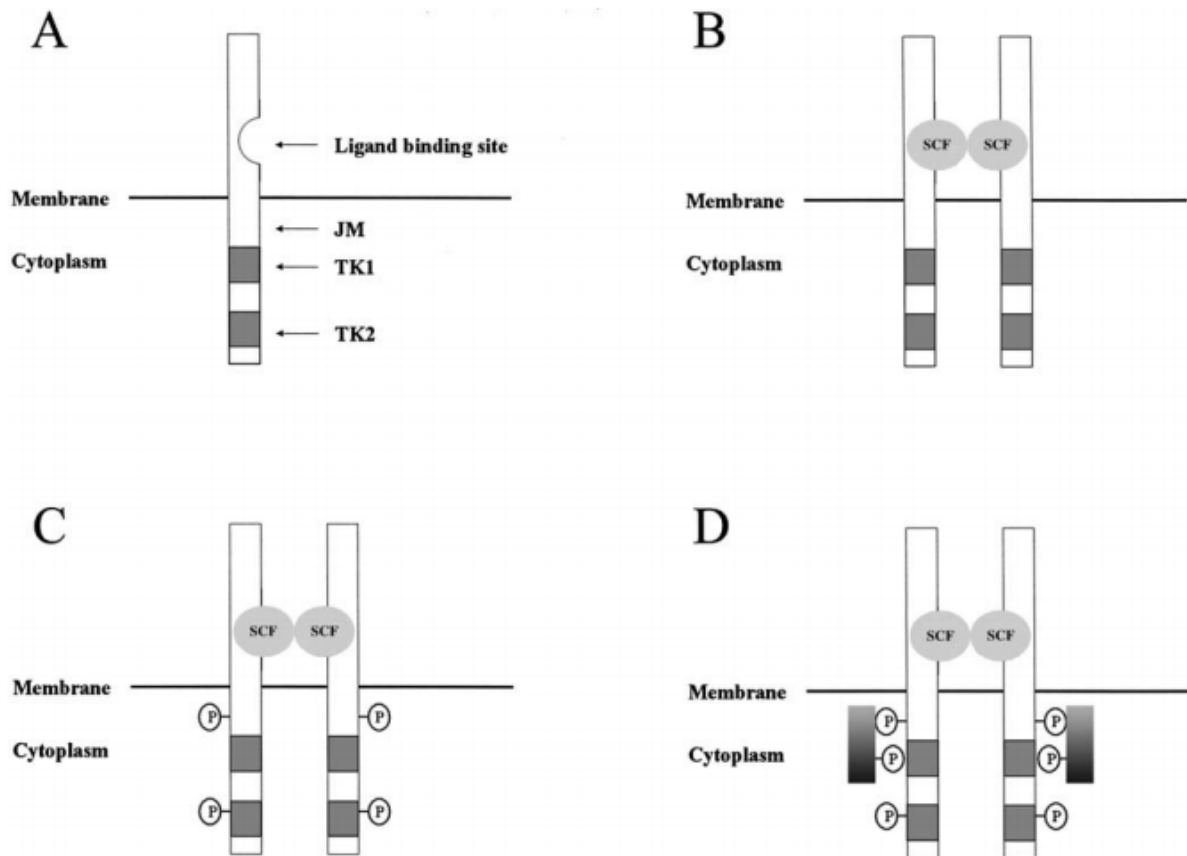 A
Ligand binding site
Membrane
JM
Cytoplasm
TK1
TK2
B
SCF SCF
Membrane
Cytoplasm
C
SCF SCF
Membrane
P P
Cytoplasm
P P
D
SCF SCF
Membrane
P P
Cytoplasm
P P
P P